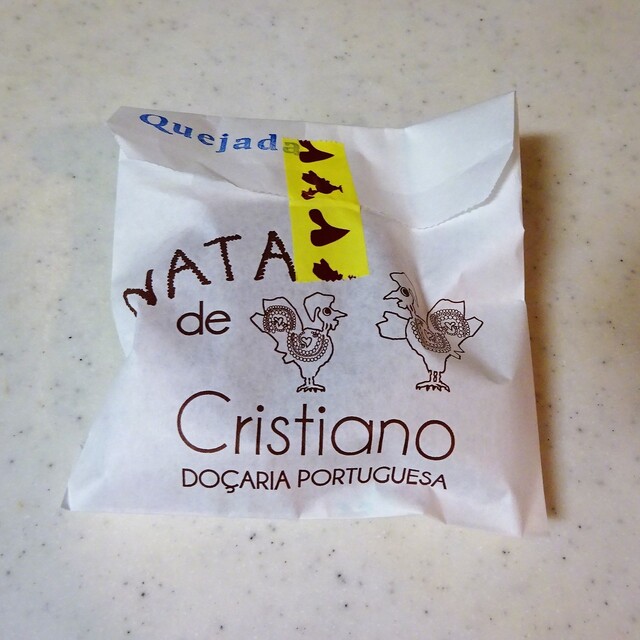 Quejada
NATA
de
Cristiano
DOÇARIA PORTUGUESA